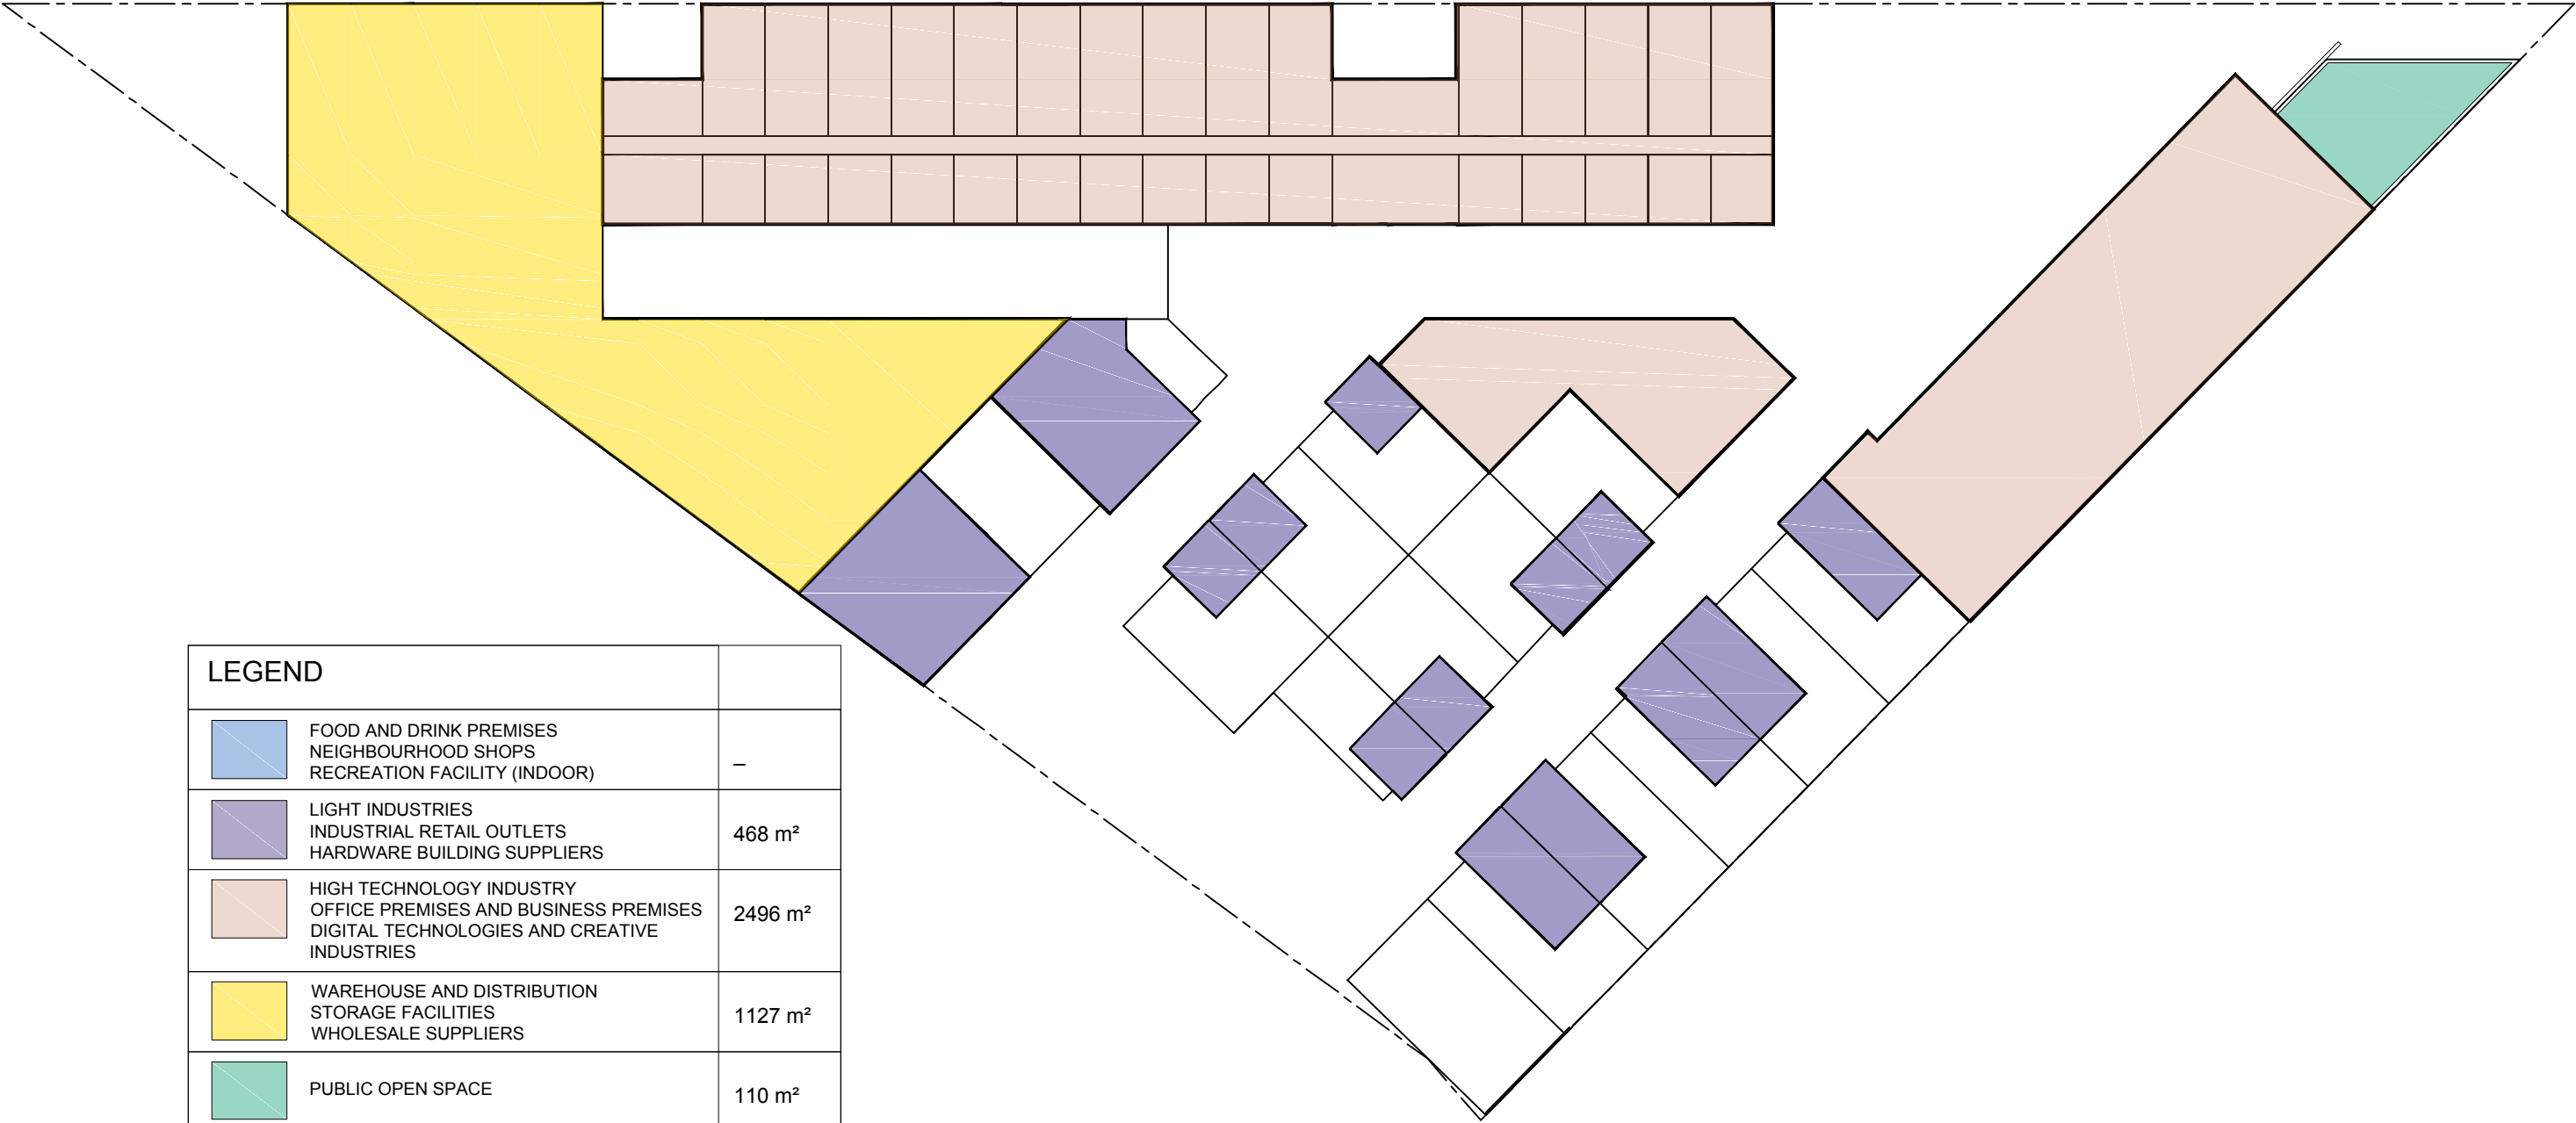 LEGEND
FOOD AND DRINK PREMISES
NEIGHBOURHOOD SHOPS
RECREATION FACILITY (INDOOR)
–
LIGHT INDUSTRIES
INDUSTRIAL RETAIL OUTLETS
HARDWARE BUILDING SUPPLIERS
468 m²
HIGH TECHNOLOGY INDUSTRY
OFFICE PREMISES AND BUSINESS PREMISES
DIGITAL TECHNOLOGIES AND CREATIVE
INDUSTRIES
2496 m²
WAREHOUSE AND DISTRIBUTION
STORAGE FACILITIES
WHOLESALE SUPPLIERS
1127 m²
PUBLIC OPEN SPACE
110 m²